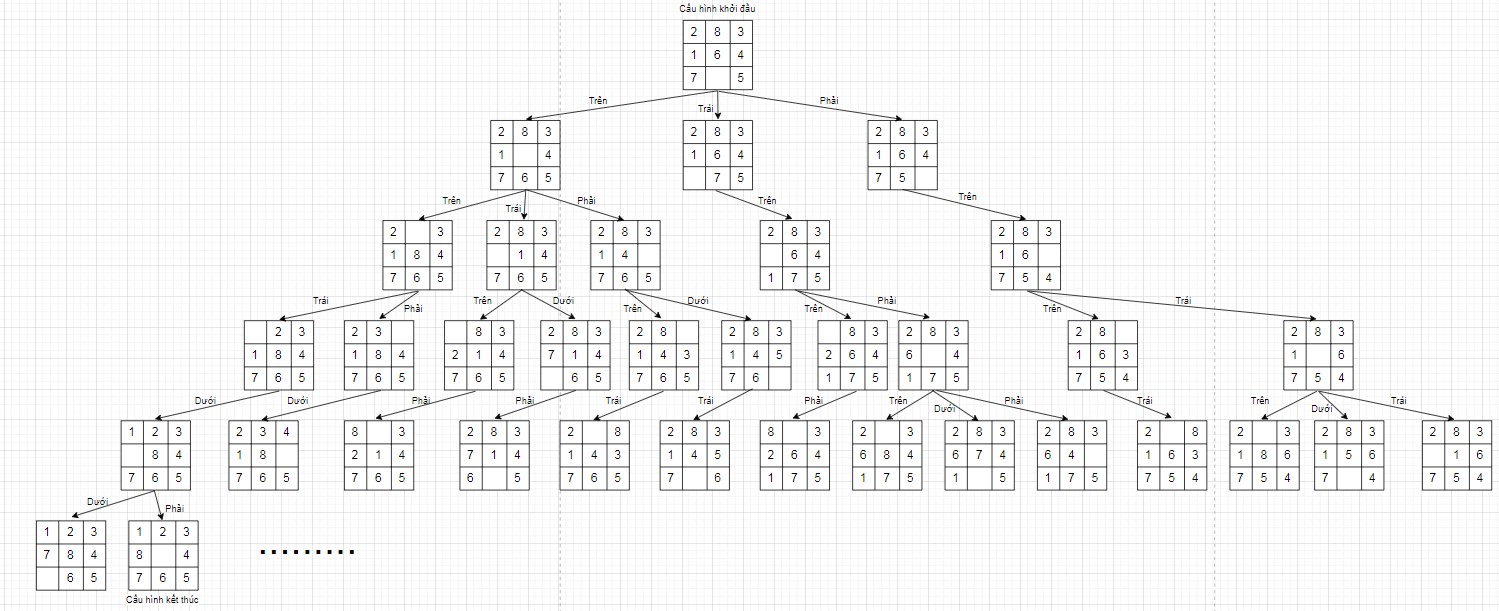 Cấu hình khởi đầu
2 8 3
1 6 4
7 5
Trên Trái Phải
2 8 3 2 8 3 2 8 3
1 4 1 6 4 1 6 4
7 6 5 7 5 7 5
Trên Trái Phải Trên Trên
2 3 2 8 3 2 8 3 2 8 3 2 8 3
1 8 4 1 4 1 4 6 4 1 6
7 6 5 7 6 5 7 6 5 1 7 5 7 5 4
Trái Phải Trên Dưới Trên Dưới Trên Phải Trên Trái
2 3 2 3 8 3 2 8 3 2 8 2 8 3 8 3 2 8 3 2 8 2 8 3
1 8 4 1 8 4 2 1 4 7 1 4 1 4 3 1 4 5 2 6 4 6 4 1 6 3 1 6
7 6 5 7 6 5 7 6 5 6 5 7 6 5 7 6 1 7 5 1 7 5 7 5 4 7 5 4
Dưới Dưới Phải Phải Trái Trái Phải Trên Dưới Phải Trái Trên Dưới Trái
1 2 3 2 3 4 8 3 2 8 3 2 8 2 8 3 8 3 2 3 2 8 3 2 8 3 2 8 2 3 2 8 3 2 8 3
8 4 1 8 2 1 4 7 1 4 1 4 3 1 4 5 2 6 4 6 8 4 6 7 4 6 4 1 6 3 1 8 6 1 5 6 1 6
7 6 5 7 6 5 7 6 5 6 5 7 6 5 7 6 1 7 5 1 7 5 1 5 1 7 5 7 5 4 7 5 4 7 4 7 5 4
Dưới Phải
1 2 3 1 2 3
7 8 4 8 4
6 5 7 6 5
.........
Cấu hình kết thúc